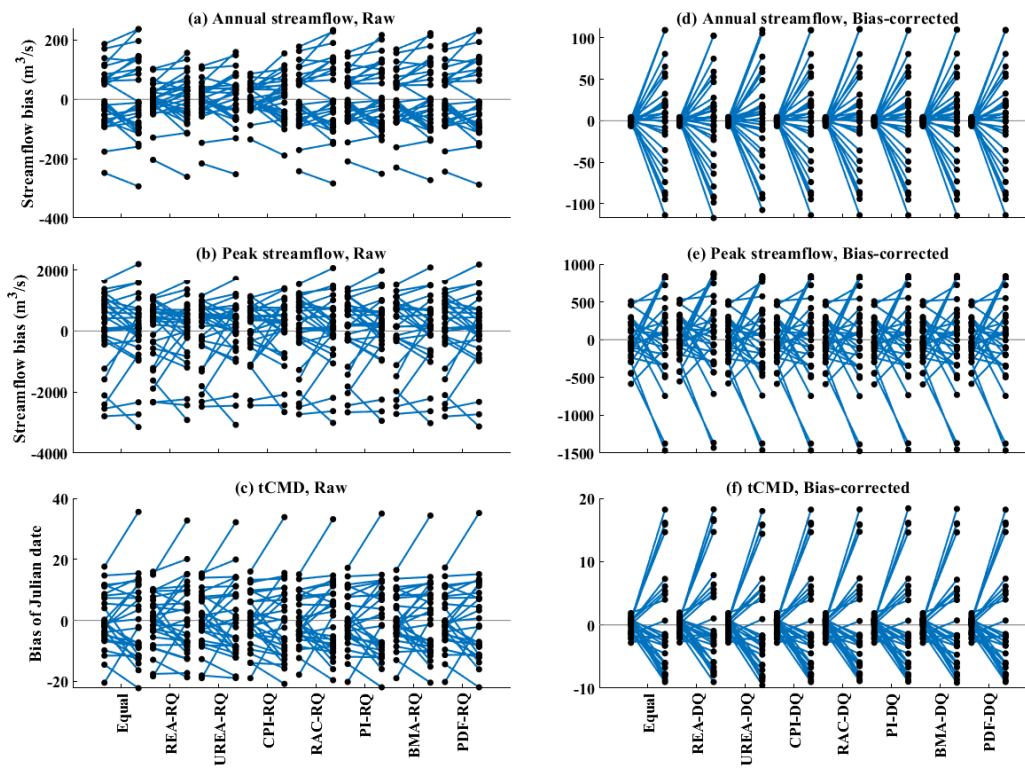 (a) Annual streamflow, Raw
Streamflow bias (m³/s)
200
0
-200
-400
(b) Peak streamflow, Raw
Streamflow bias (m³/s)
2000
0
-2000
-4000
(c) tCMD, Raw
Bias of Julian date
40
20
0
-20
Equal
REA-RQ
UREA-RQ
CPI-RQ
RAC-RQ
PI-RQ
BMA-RQ
PDF-RQ
(d) Annual streamflow, Bias-corrected
100
50
0
-50
-100
(e) Peak streamflow, Bias-corrected
1000
500
0
-500
-1000
-1500
(f) tCMD, Bias-corrected
20
10
0
-10
Equal
REA-DQ
UREA-DQ
CPI-DQ
RAC-DQ
PI-DQ
BMA-DQ
PDF-DQ